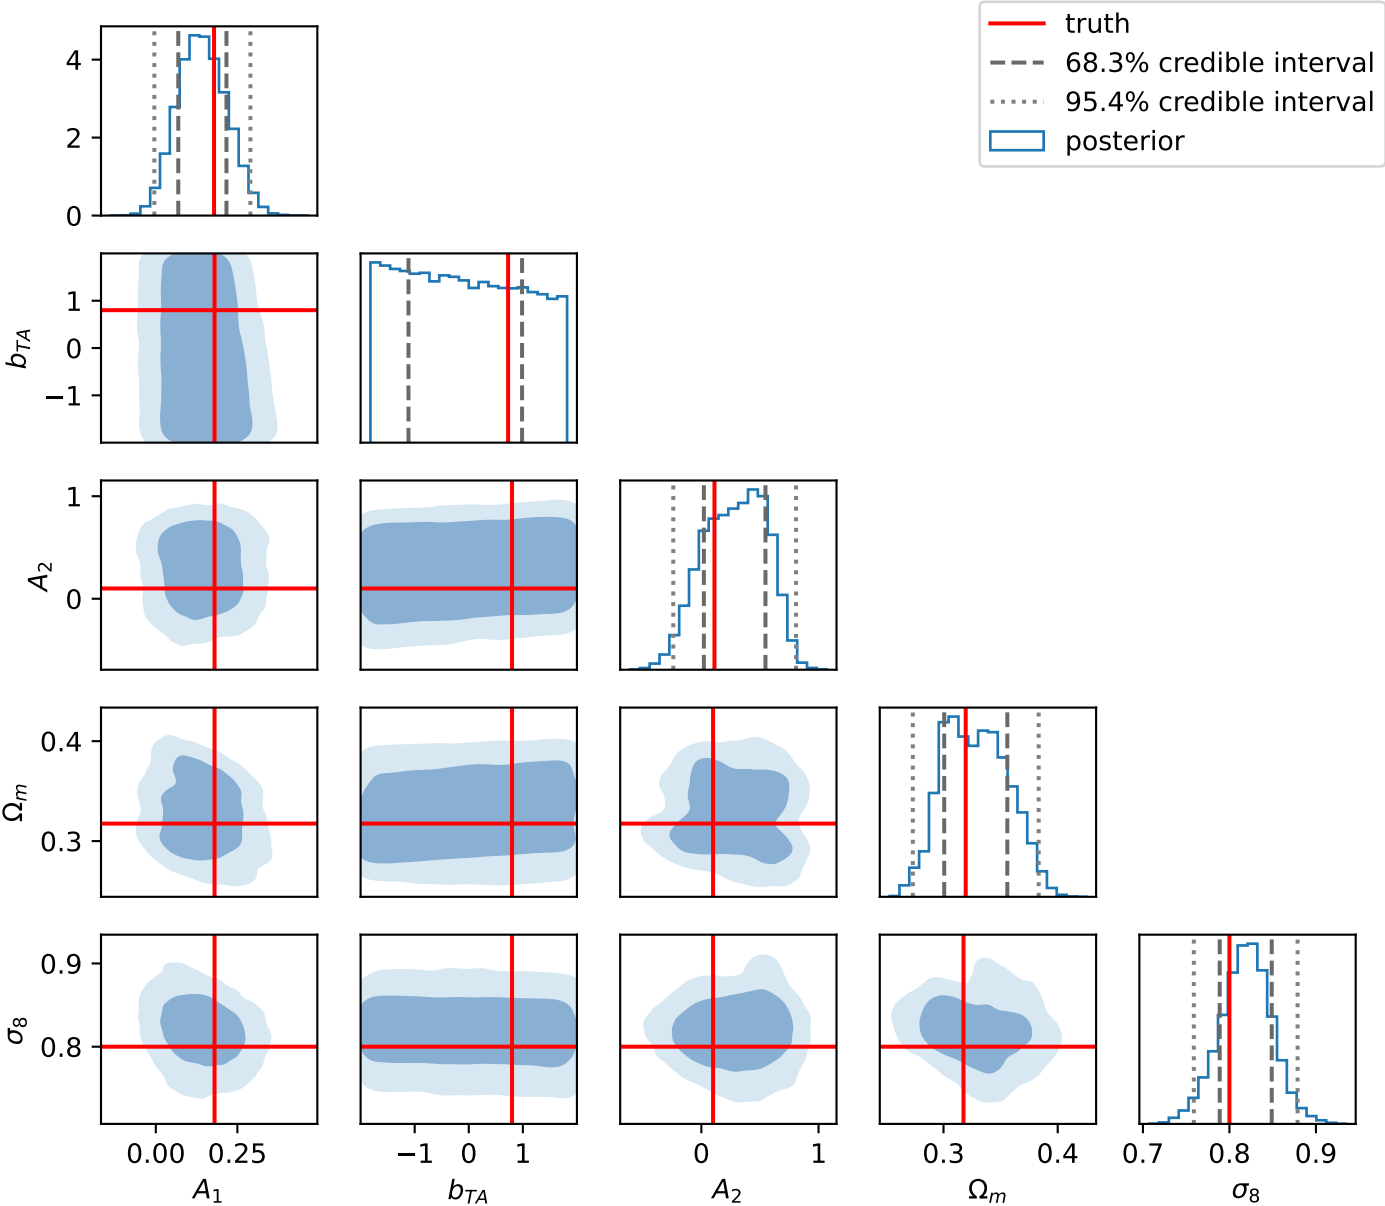 truth
68.3% credible interval
95.4% credible interval
posterior
4
2
0
b_TA
1
0
−1
A_2
1
0
Ω_m
0.4
0.3
σ_8
0.9
0.8
0.00 0.25
−1 0 1
0 1
0.3 0.4
0.7 0.8 0.9
A_1
b_TA
A_2
Ω_m
σ_8